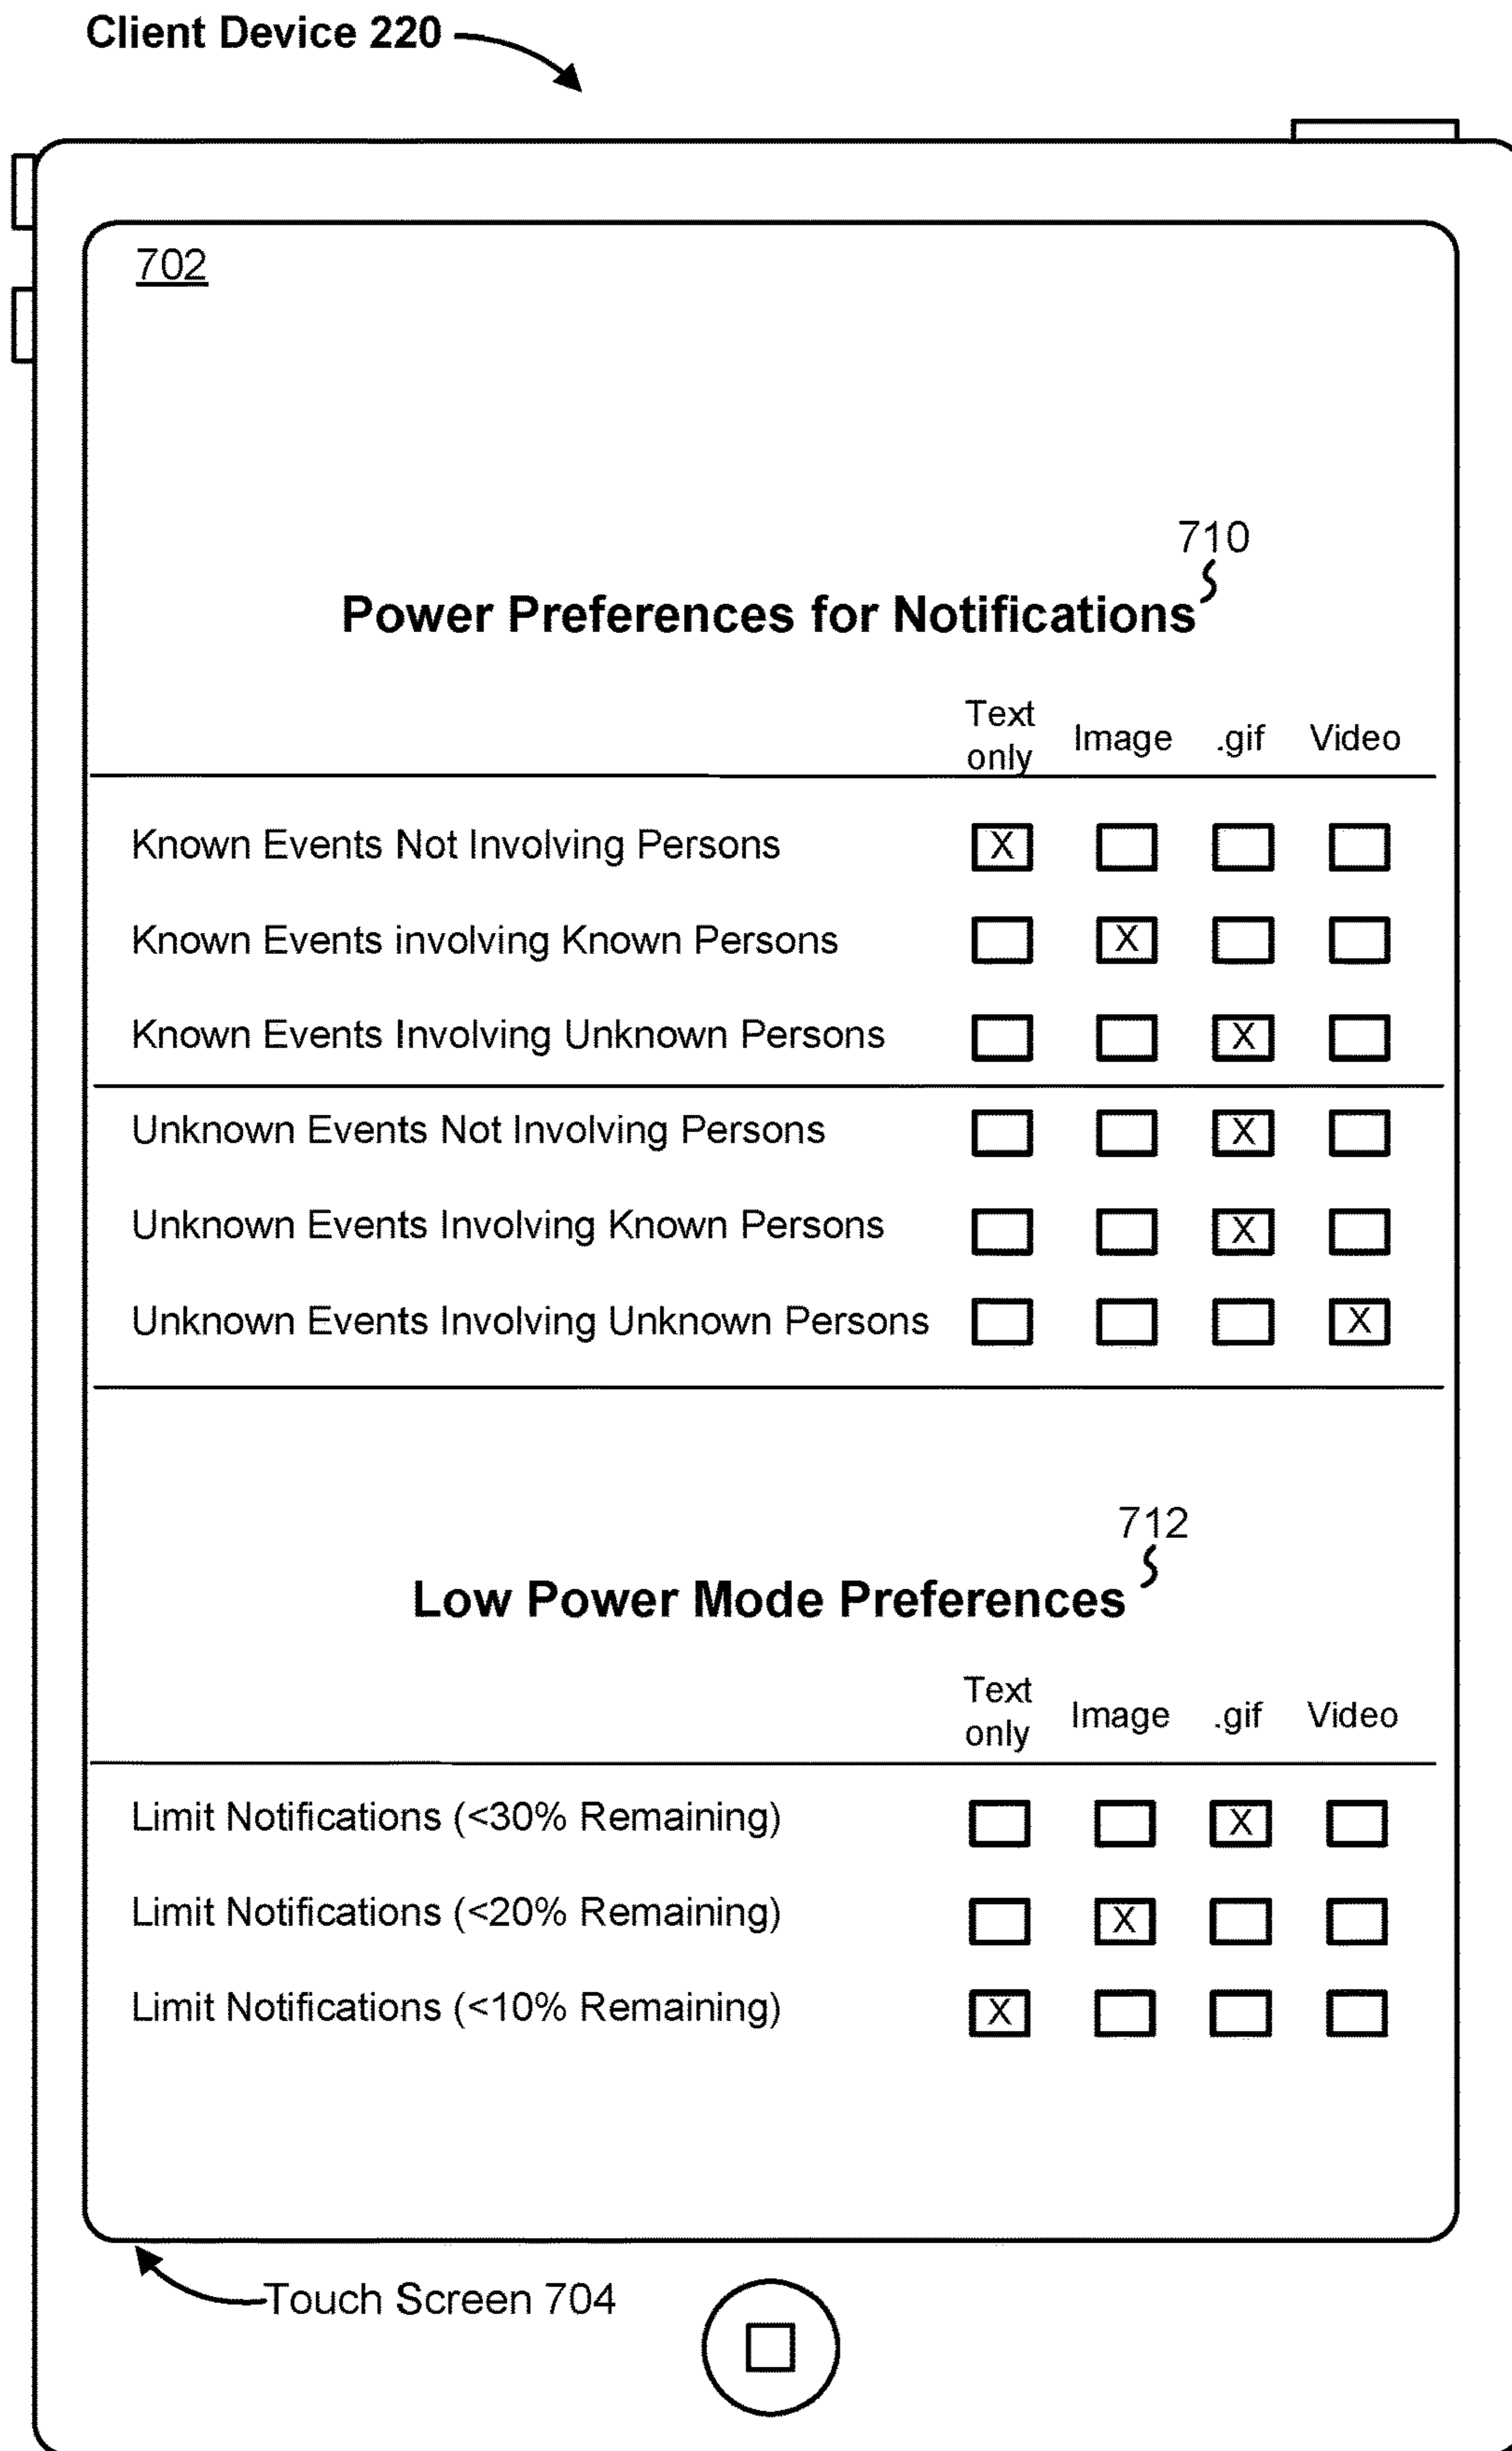 Client Device 220
702
710
Power Preferences for Notifications
Text only Image .gif Video
Known Events Not Involving Persons X
Known Events involving Known Persons X
Known Events Involving Unknown Persons X
Unknown Events Not Involving Persons X
Unknown Events Involving Known Persons X
Unknown Events Involving Unknown Persons X
712
Low Power Mode Preferences
Text only Image .gif Video
Limit Notifications (<30% Remaining) X
Limit Notifications (<20% Remaining) X
Limit Notifications (<10% Remaining) X
Touch Screen 704